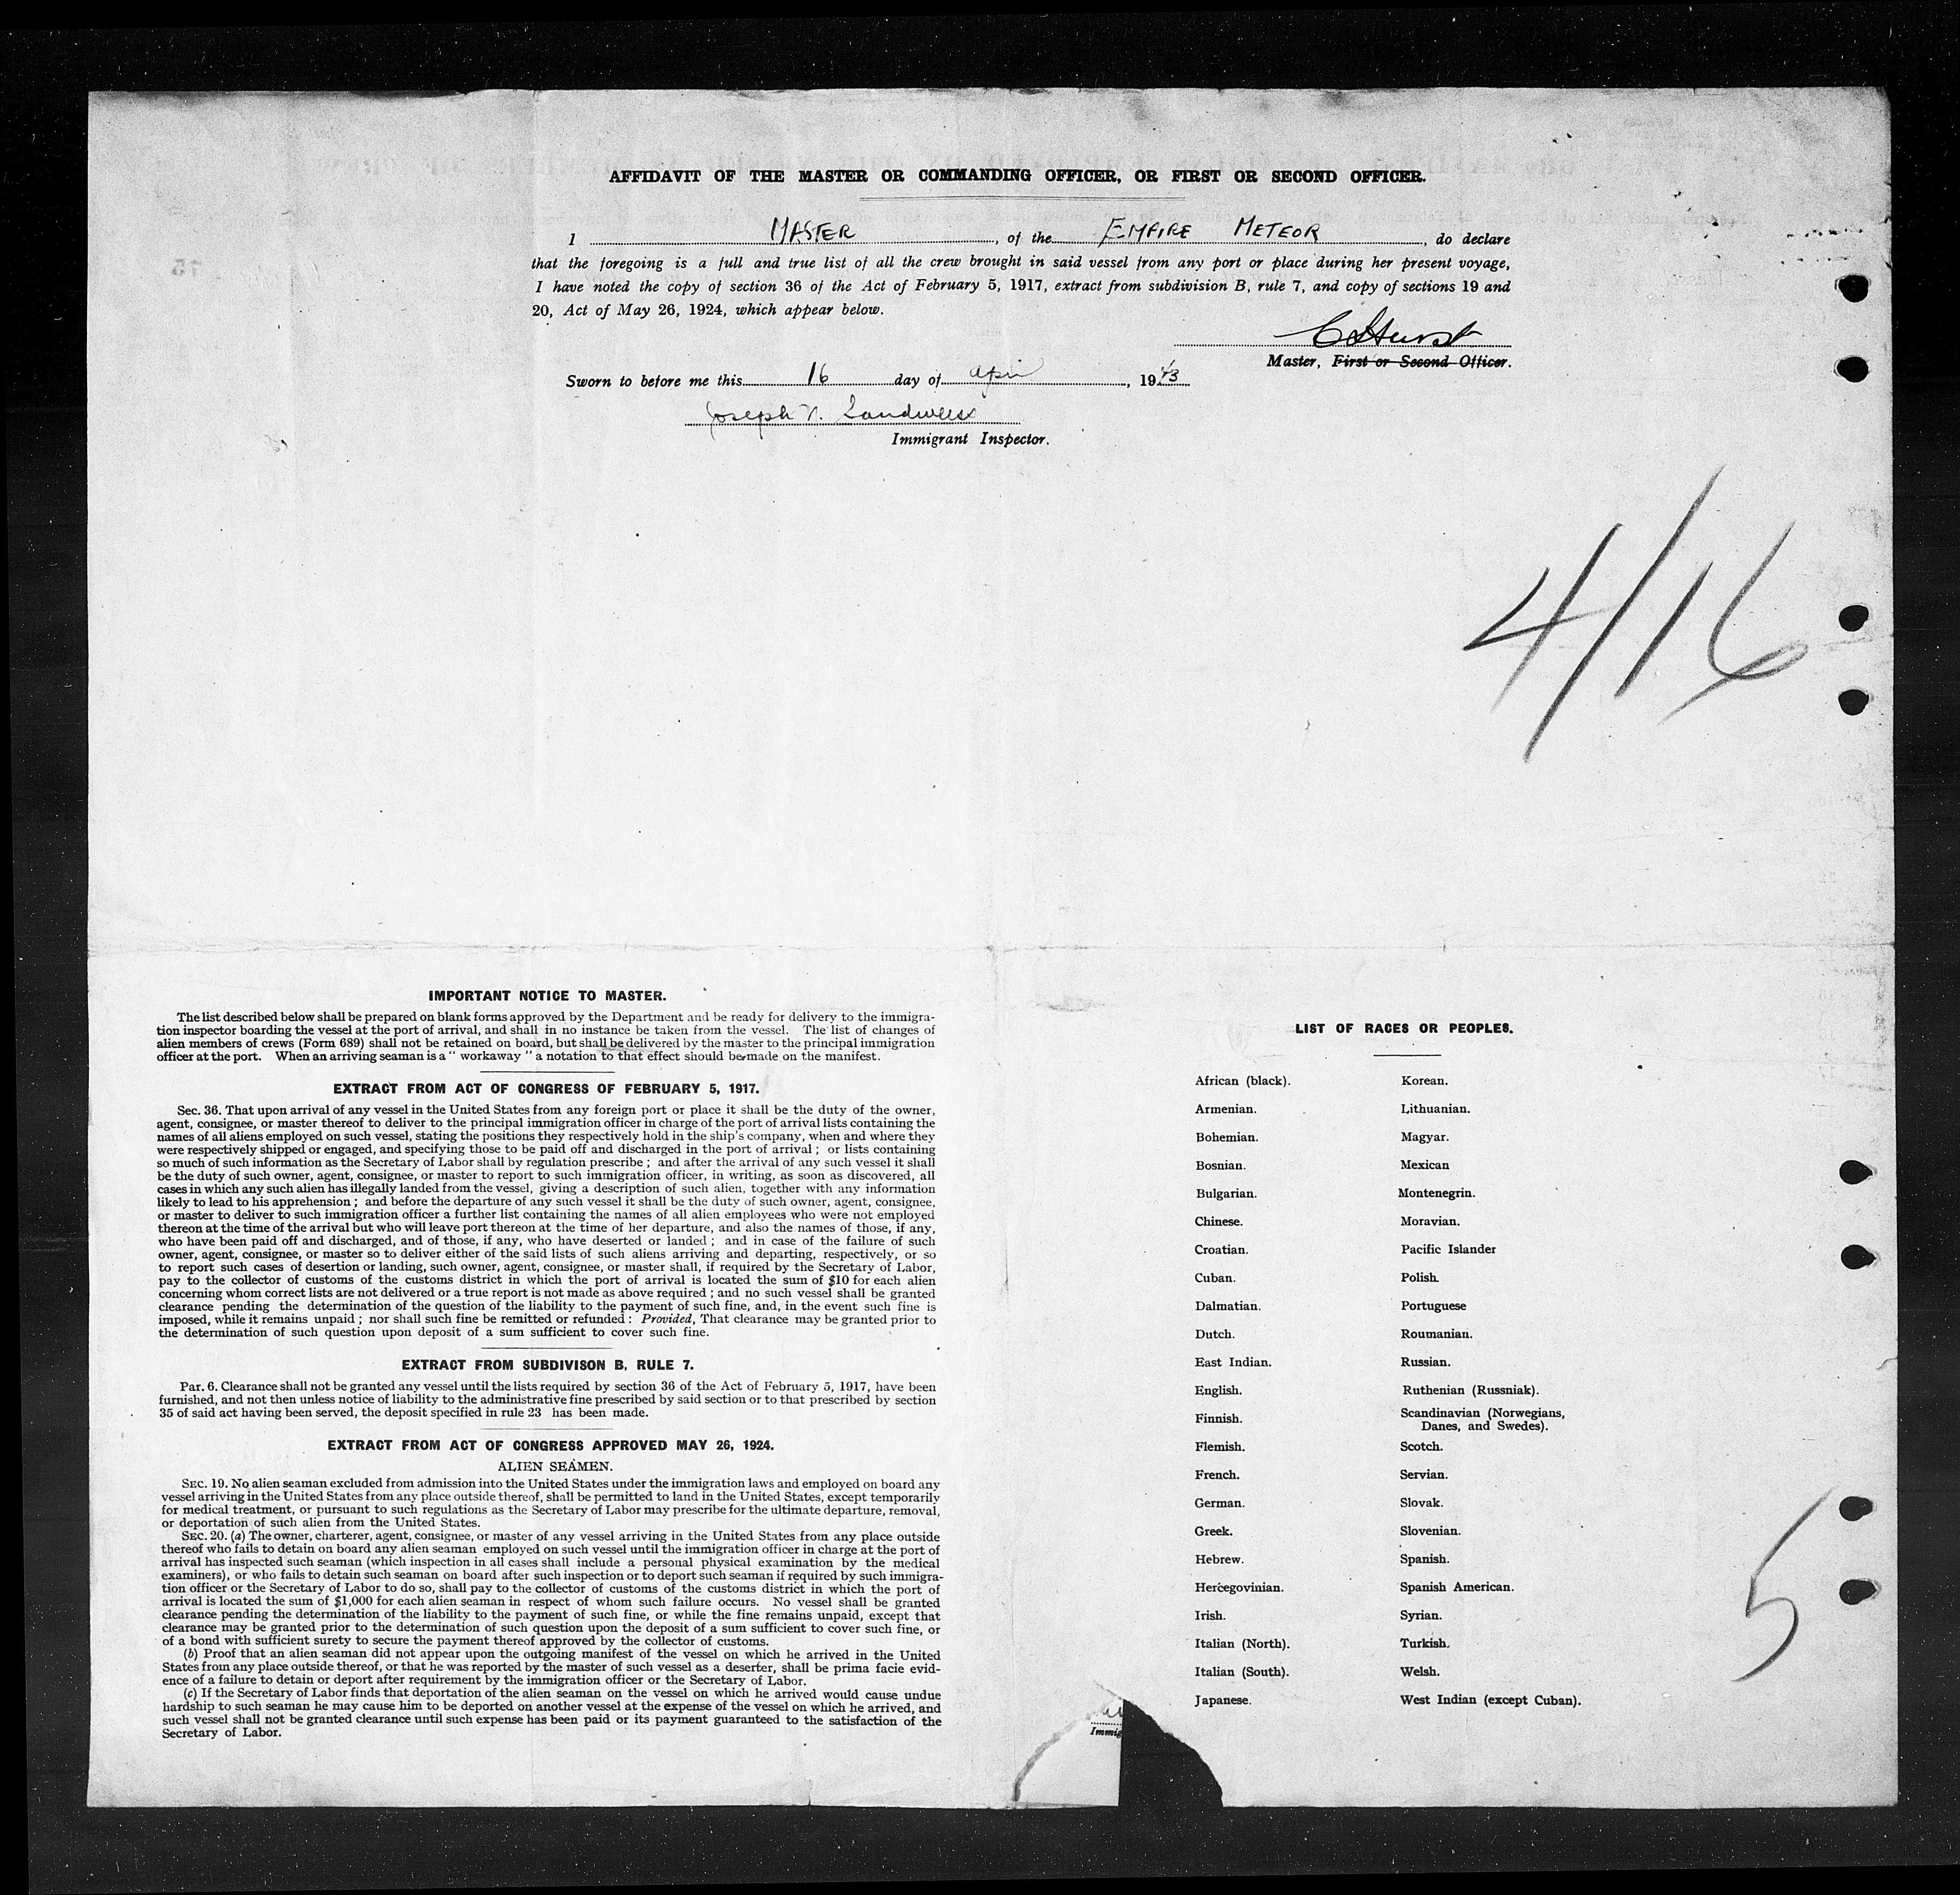 AFFIDAVIT OF THE MASTER OR COMMANDING OFFICER, OR FIRST OR SECOND OFFICER.
I MASTER, of the EMPIRE METEOR, do declare
that the foregoing is a full and true list of all the crew brought in said vessel from any port or place during her present voyage,
I have noted the copy of section 36 of the Act of February 5, 1917, extract from subdivision B, rule 7, and copy of sections 19 and
20, Act of May 26, 1924, which appear below.
Hurst
Master, First or Second Officer.
Sworn to before me this 16 day of April, 1943
Joseph
Immigrant Inspector.
4/16
IMPORTANT NOTICE TO MASTER.
The list described below shall be prepared on blank forms approved by the Department and be ready for delivery to the immigra-
tion inspector boarding the vessel at the port of arrival, and shall in no instance be taken from the vessel. The list of changes of
alien members of crews (Form 689) shall not be retained on board, but shall be delivered by the master to the principal immigration
officer at the port. When an arriving seaman is a " workaway " a notation to that effect should be made on the manifest.
EXTRACT FROM ACT OF CONGRESS OF FEBRUARY 5, 1917.
Sec. 36. That upon arrival of any vessel in the United States from any foreign port or place it shall be the duty of the owner,
agent, consignee, or master thereof to deliver to the principal immigration officer in charge of the port of arrival lists containing the
names of all aliens employed on such vessel, stating the positions they respectively hold in the ship's company, when and where they
were respectively shipped or engaged, and specifying those to be paid off and discharged in the port of arrival ; or lists containing
so much of such information as the Secretary of Labor shall by regulation prescribe ; and after the arrival of any such vessel it shall
be the duty of such owner, agent, consignee, or master to report to such immigration officer, in writing, as soon as discovered, all
cases in which any such alien has illegally landed from the vessel, giving a description of such alien, together with any information
likely to lead to his apprehension ; and before the departure of any such vessel it shall be the duty of such owner, agent, consignee,
or master to deliver to such immigration officer a further list containing the names of all alien employees who were not employed
thereon at the time of the arrival but who will leave port thereon at the time of her departure, and also the names of those, if any,
who have been paid off and discharged, and of those, if any, who have deserted or landed ; and in case of the failure of such
owner, agent, consignee, or master so to deliver either of the said lists of such aliens arriving and departing, respectively, or so
to report such cases of desertion or landing, such owner, agent, consignee, or master shall, if required by the Secretary of Labor,
pay to the collector of customs of the customs district in which the port of arrival is located the sum of $10 for each alien
concerning whom correct lists are not delivered or a true report is not made as above required ; and no such vessel shall be granted
clearance pending the determination of the question of the liability to the payment of such fine, and, in the event such fine is
imposed, while it remains unpaid ; nor shall such fine be remitted or refunded : Provided, That clearance may be granted prior to
the determination of such question upon deposit of a sum sufficient to cover such fine.
EXTRACT FROM SUBDIVISON B, RULE 7.
Par. 6. Clearance shall not be granted any vessel until the lists required by section 36 of the Act of February 5, 1917, have been
furnished, and not then unless notice of liability to the administrative fine prescribed by said section or to that prescribed by section
35 of said act having been served, the deposit specified in rule 23 has been made.
EXTRACT FROM ACT OF CONGRESS APPROVED MAY 26, 1924.
ALIEN SEAMEN.
SEC. 19. No alien seaman excluded from admission into the United States under the immigration laws and employed on board any
vessel arriving in the United States from any place outside thereof, shall be permitted to land in the United States, except temporarily
for medical treatment, or pursuant to such regulations as the Secretary of Labor may prescribe for the ultimate departure, removal,
or deportation of such alien from the United States.
SEC. 20. (a) The owner, charterer, agent, consignee, or master of any vessel arriving in the United States from any place outside
thereof who fails to detain on board any alien seaman employed on such vessel until the immigration officer in charge at the port of
arrival has inspected such seaman (which inspection in all cases shall include a personal physical examination by the medical
examiners), or who fails to detain such seaman on board after such inspection or to deport such seaman if required by such immigra-
tion officer or the Secretary of Labor to do so, shall pay to the collector of customs of the customs district in which the port of
arrival is located the sum of $1,000 for each alien seaman in respect of whom such failure occurs. No vessel shall be granted
clearance pending the determination of the liability to the payment of such fine, or while the fine remains unpaid, except that
clearance may be granted prior to the determination of such question upon the deposit of a sum sufficient to cover such fine, or
of a bond with sufficient surety to secure the payment thereof approved by the collector of customs.
(b) Proof that an alien seaman did not appear upon the outgoing manifest of the vessel on which he arrived in the United
States from any place outside thereof, or that he was reported by the master of such vessel as a deserter, shall be prima facie evid-
ence of a failure to detain or deport after requirement by the immigration officer or the Secretary of Labor.
(c) If the Secretary of Labor finds that deportation of the alien seaman on the vessel on which he arrived would cause undue
hardship to such seaman he may cause him to be deported on another vessel at the expense of the vessel on which he arrived, and
such vessel shall not be granted clearance until such expense has been paid or its payment guaranteed to the satisfaction of the
Secretary of Labor.
Immig
LIST OF RACES OR PEOPLES.
African (black). Korean.
Armenian. Lithuanian.
Bohemian. Magyar.
Bosnian. Mexican
Bulgarian. Montenegrin.
Chinese. Moravian.
Croatian. Pacific Islander
Cuban. Polish.
Dalmatian. Portuguese
Dutch. Roumanian.
East Indian. Russian.
English. Ruthenian (Russniak).
Finnish. Scandinavian (Norwegians,
Danes, and Swedes).
Flemish. Scotch.
French. Servian.
German. Slovak.
Greek. Slovenian.
Hebrew. Spanish.
Hercegovinian. Spanish American.
Irish. Syrian.
Italian (North). Turkish.
Italian (South). Welsh.
Japanese. West Indian (except Cuban).
5